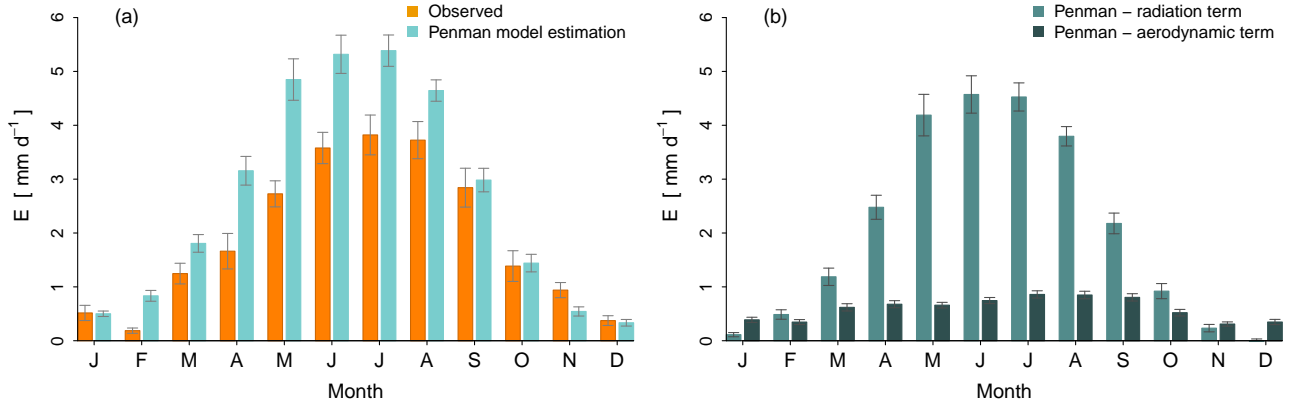 (a)
Observed
Penman model estimation
E [ mm d⁻¹ ]
6
5
4
3
2
1
0
J F M A M J J A S O N D
Month
(b)
Penman − radiation term
Penman − aerodynamic term
E [ mm d⁻¹ ]
6
5
4
3
2
1
0
J F M A M J J A S O N D
Month